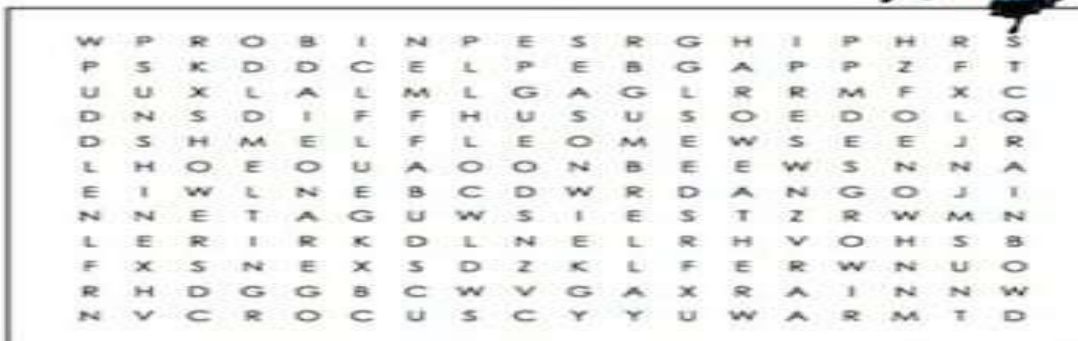 W P R O B I N P E S R G H I P H R S
P S K D D C E L P E B G A P P Z F T
U U X L A L M L G A G L R R M F X C
D N S D I F F H U S U S O E D O L Q
D S H M E L F L E O M E W S E E J R
L H O E O U A O O N B E E W S N N A
E I W L N E B C D W R D A N G O J I
N N E T A G U W S I E S T Z R W M N
L E R I R K D L N E L R H V O H S B
F X S N E X S D Z K L F E R W N U O
R H D G G B C W V G A X R A I N N W
N V C R O C U S C Y Y U W A R M T D